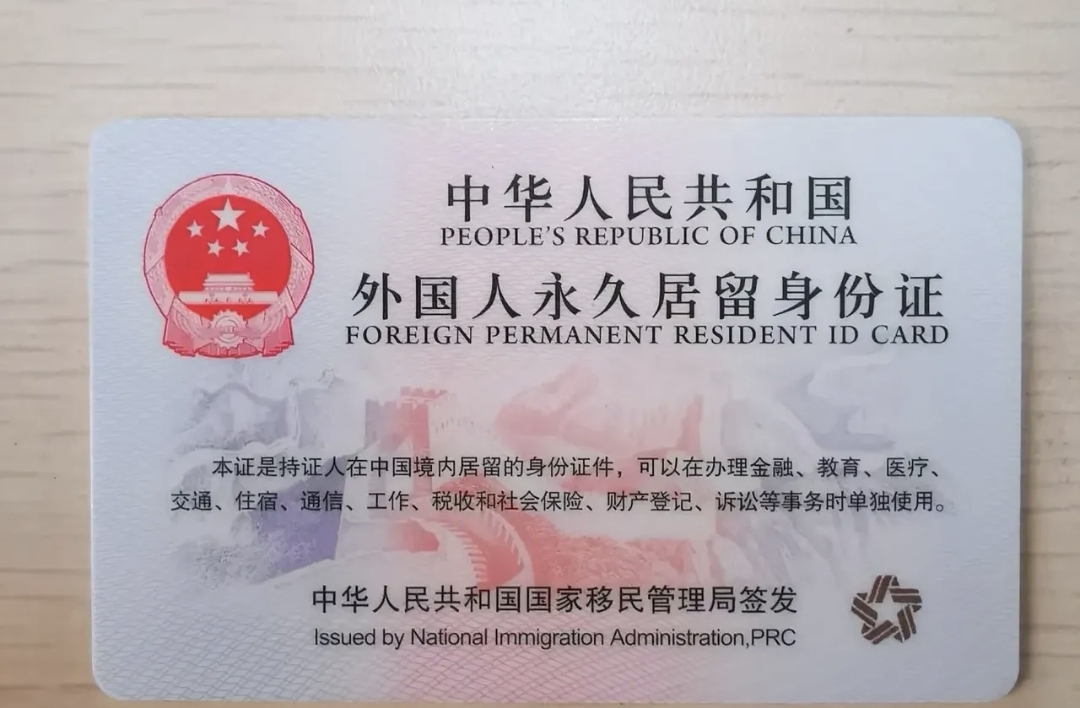 中华人民共和国
PEOPLE'S REPUBLIC OF CHINA
外国人永久居留身份证
FOREIGN PERMANENT RESIDENT ID CARD
本证是持证人在中国境内居留的身份证件，可以在办理金融、教育、医疗、
交通、住宿、通信、工作、税收和社会保险、财产登记、诉讼等事务时单独使用。
中华人民共和国国家移民管理局签发
Issued by National Immigration Administration,PRC